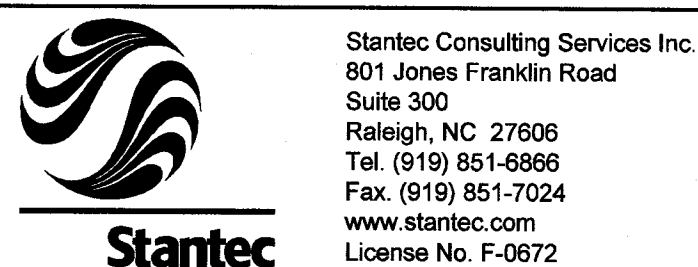 Stantec Consulting Services Inc.
801 Jones Franklin Road
Suite 300
Raleigh, NC 27606
Tel. (919) 851-6866
Fax. (919) 851-7024
www.stantec.com
License No. F-0672
Stantec